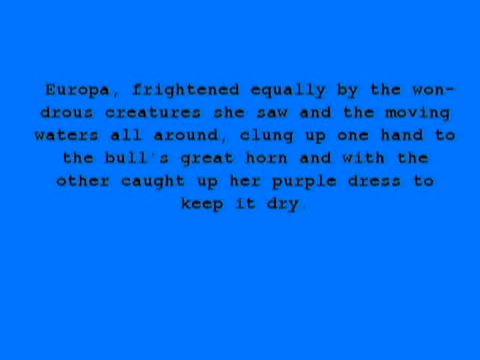 Europa, frightened equally by the won-
drous creatures she saw and the moving
waters all around, clung up one hand to
the bull's great horn and with the
other caught up her purple dress to
keep it dry.